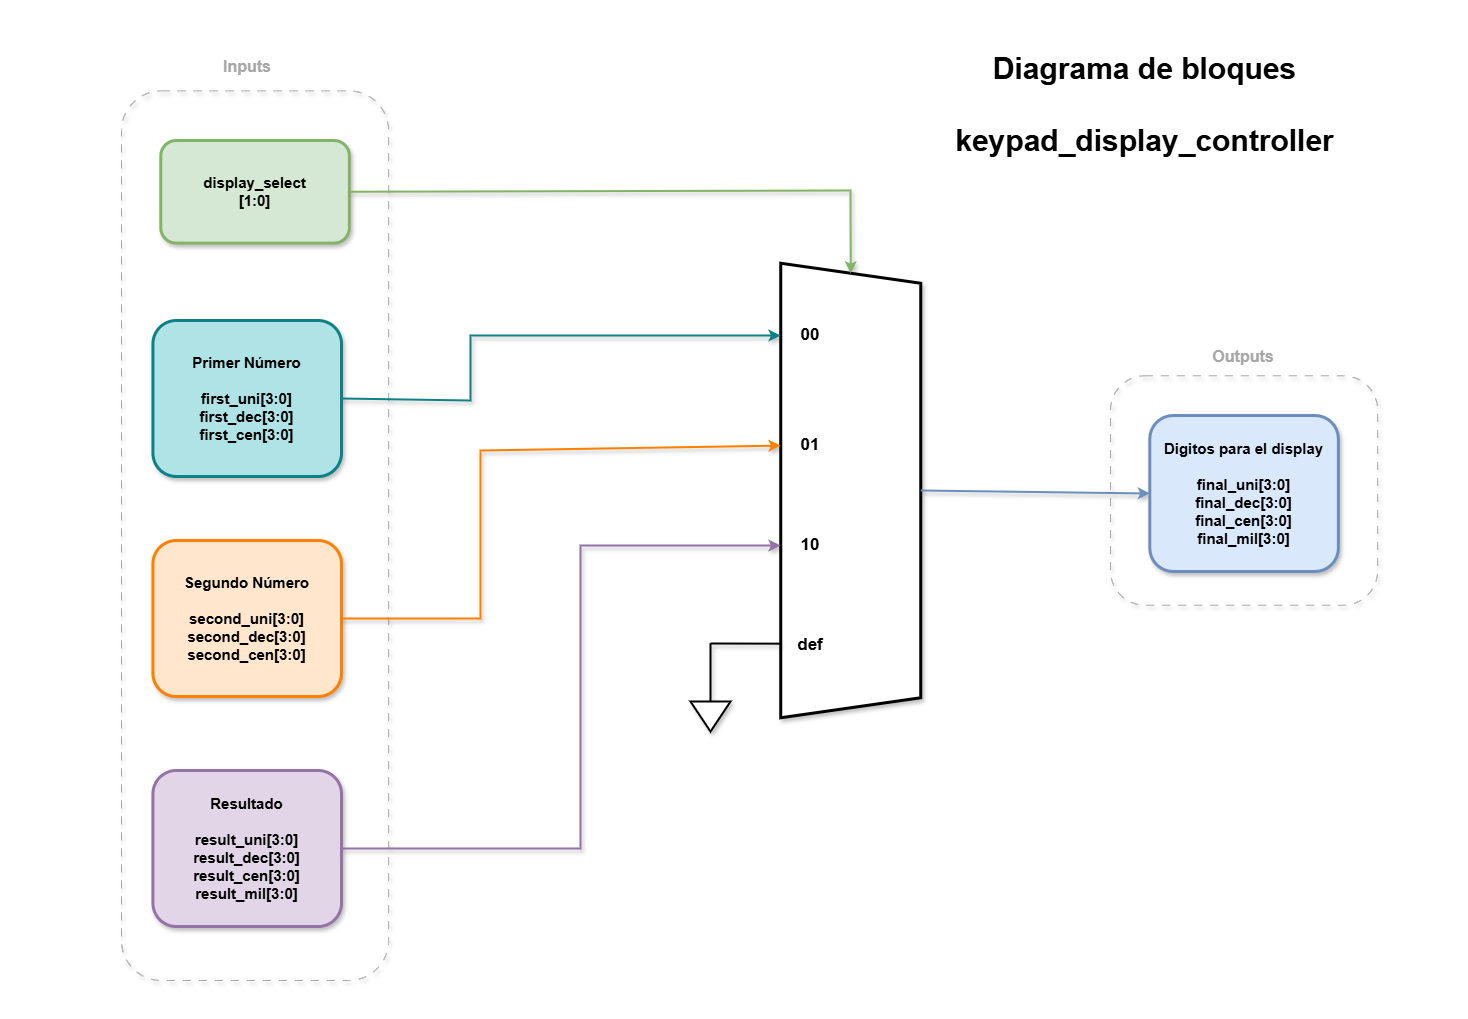 Diagrama de bloques
keypad_display_controller
Inputs
display_select
[1:0]
Primer Número
first_uni[3:0]
first_dec[3:0]
first_cen[3:0]
Segundo Número
second_uni[3:0]
second_dec[3:0]
second_cen[3:0]
Resultado
result_uni[3:0]
result_dec[3:0]
result_cen[3:0]
result_mil[3:0]
00
01
10
def
Outputs
Digitos para el display
final_uni[3:0]
final_dec[3:0]
final_cen[3:0]
final_mil[3:0]